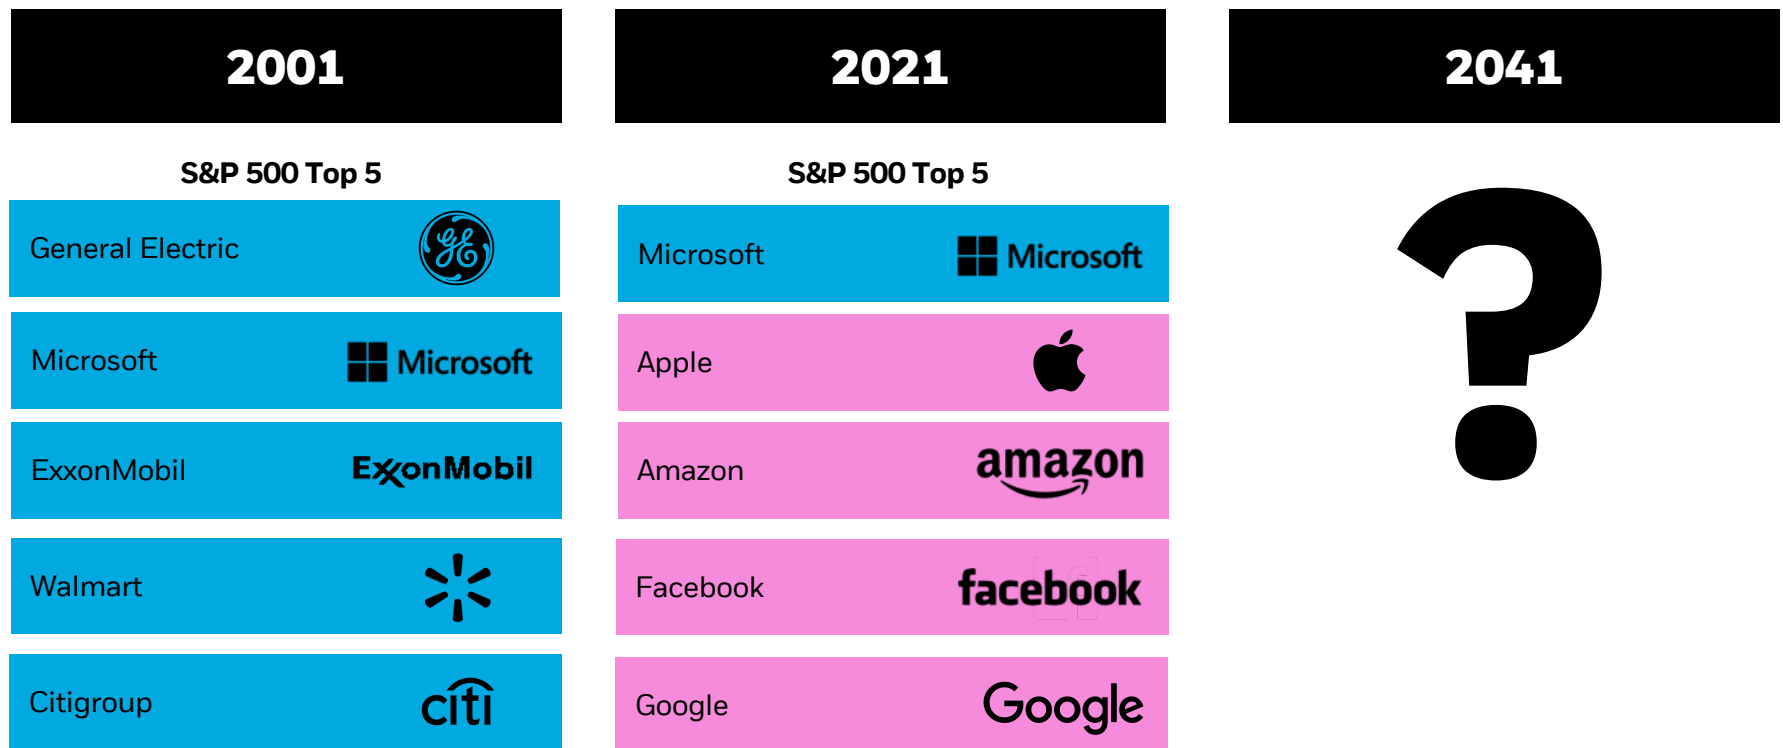 2001
S&P 500 Top 5
General Electric
GE
Microsoft
Microsoft
ExxonMobil
ExxonMobil
Walmart
Citigroup
citi
2021
S&P 500 Top 5
Microsoft
Microsoft
Apple
Amazon
amazon
Facebook
facebook
Google
Google
2041
?